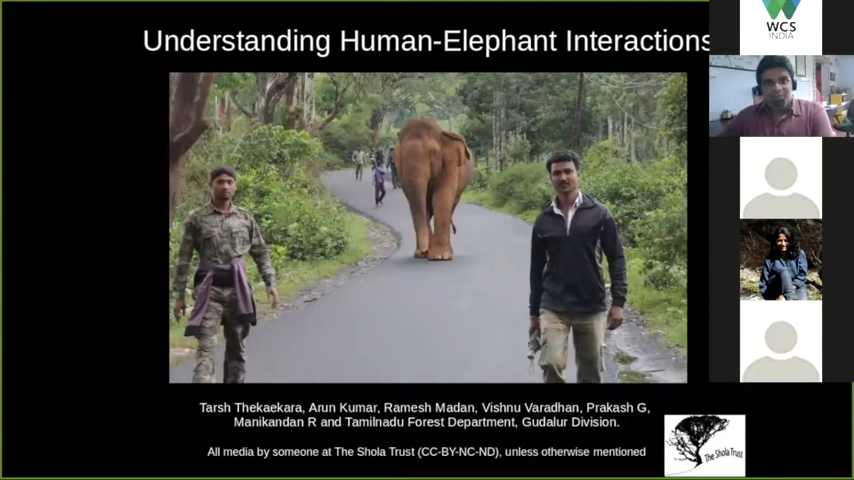 Understanding Human-Elephant Interactions
WCS
INDIA
Tarsh Thekaekara, Arun Kumar, Ramesh Madan, Vishnu Varadhan, Prakash G,
Manikandan R and Tamilnadu Forest Department, Gudalur Division.
All media by someone at The Shola Trust (CC-BY-NC-ND), unless otherwise mentioned
The Shola Trust